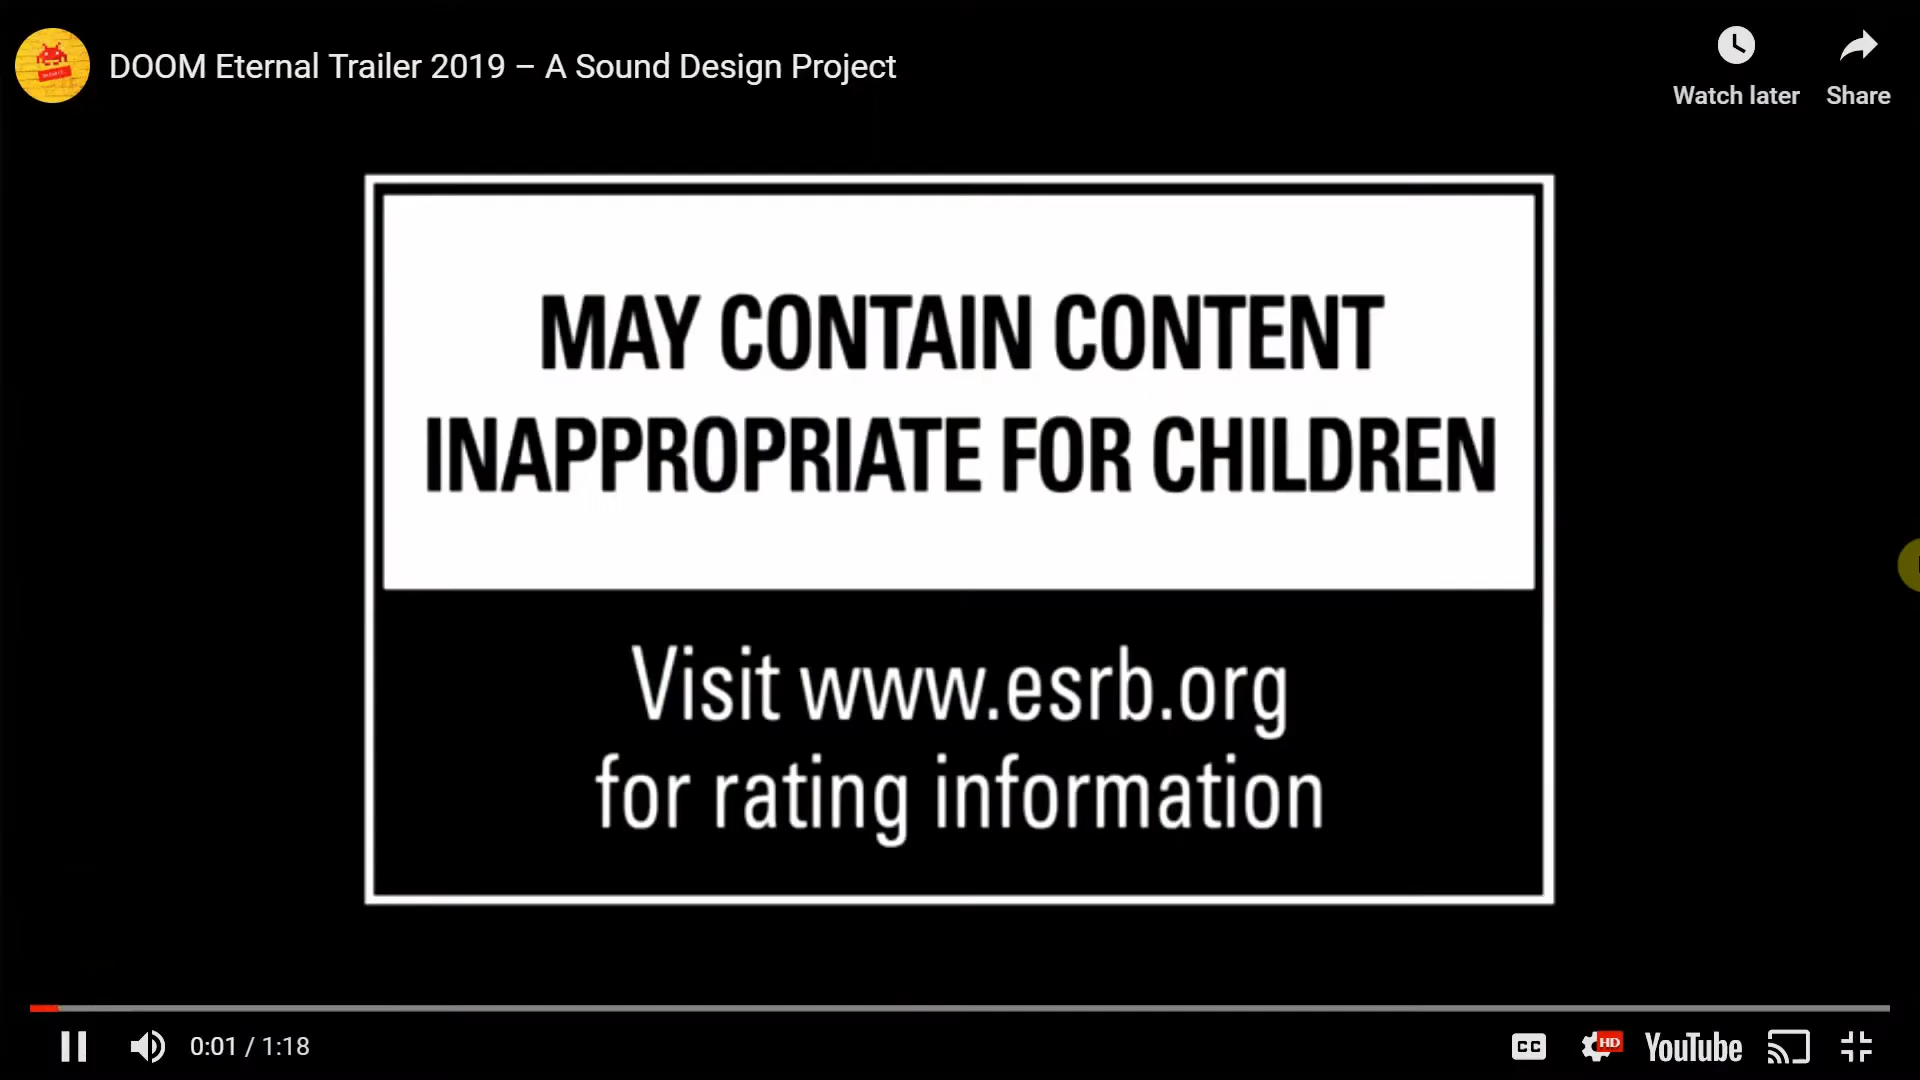 DOOM Eternal Trailer 2019 – A Sound Design Project
Watch later
Share
MAY CONTAIN CONTENT
INAPPROPRIATE FOR CHILDREN
Visit www.esrb.org
for rating information
0:01 / 1:18
CC
HD
YouTube